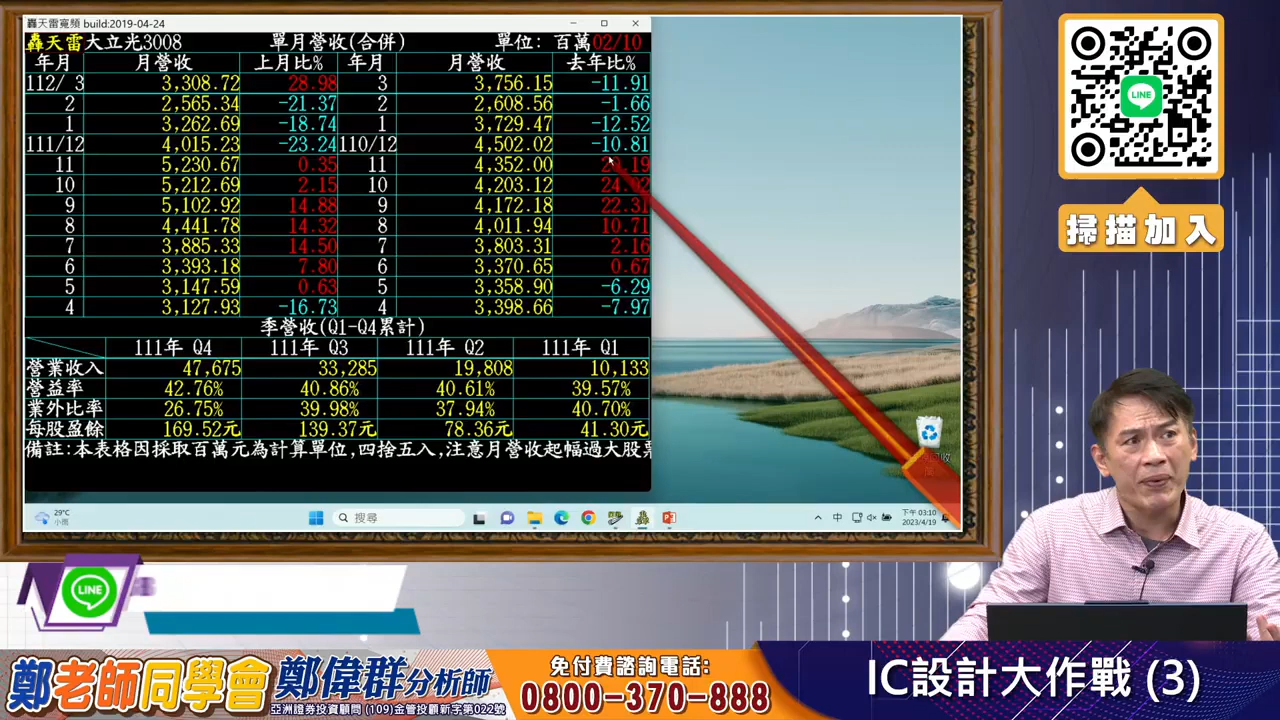 轟天雷寬頻 build:2019-04-24
轟天雷大立光3008 單月營收(合併) 單位: 百萬02/10
年月 月營收 上月比% 年月 月營收 去年比%
112/ 3 3,308.72 28.98 3 3,756.15 -11.91
2 2,565.34 -21.37 2 2,608.56 -1.66
1 3,262.69 -18.74 1 3,729.47 -12.52
111/12 4,015.23 -23.24 110/12 4,502.02 -10.81
11 5,230.67 0.35 11 4,352.00 20.19
10 5,212.69 2.15 10 4,203.12 24.02
9 5,102.92 14.88 9 4,172.18 22.31
8 4,441.78 14.32 8 4,011.94 10.71
7 3,885.33 14.50 7 3,803.31 2.16
6 3,393.18 7.80 6 3,370.65 0.67
5 3,147.59 0.63 5 3,358.90 -6.29
4 3,127.93 -16.73 4 3,398.66 -7.97
季營收(Q1-Q4累計)
111年 Q4 111年 Q3 111年 Q2 111年 Q1
營業收入 47,675 33,285 19,808 10,133
營益率 42.76% 40.86% 40.61% 39.57%
業外比率 26.75% 39.98% 37.94% 40.70%
每股盈餘 169.52元 139.37元 78.36元 41.30元
備註:本表格因採取百萬元為計算單位,四捨五入,注意月營收起幅過大股票
29°C
小雨
搜尋
中
下午 03:10
2023/4/19
LINE
掃描加入
LINE
鄭老師同學會
鄭偉群分析師
亞洲證券投資顧問 (109)金管投顧新字第022號
免付費諮詢電話:
0800-370-888
IC設計大作戰 (3)